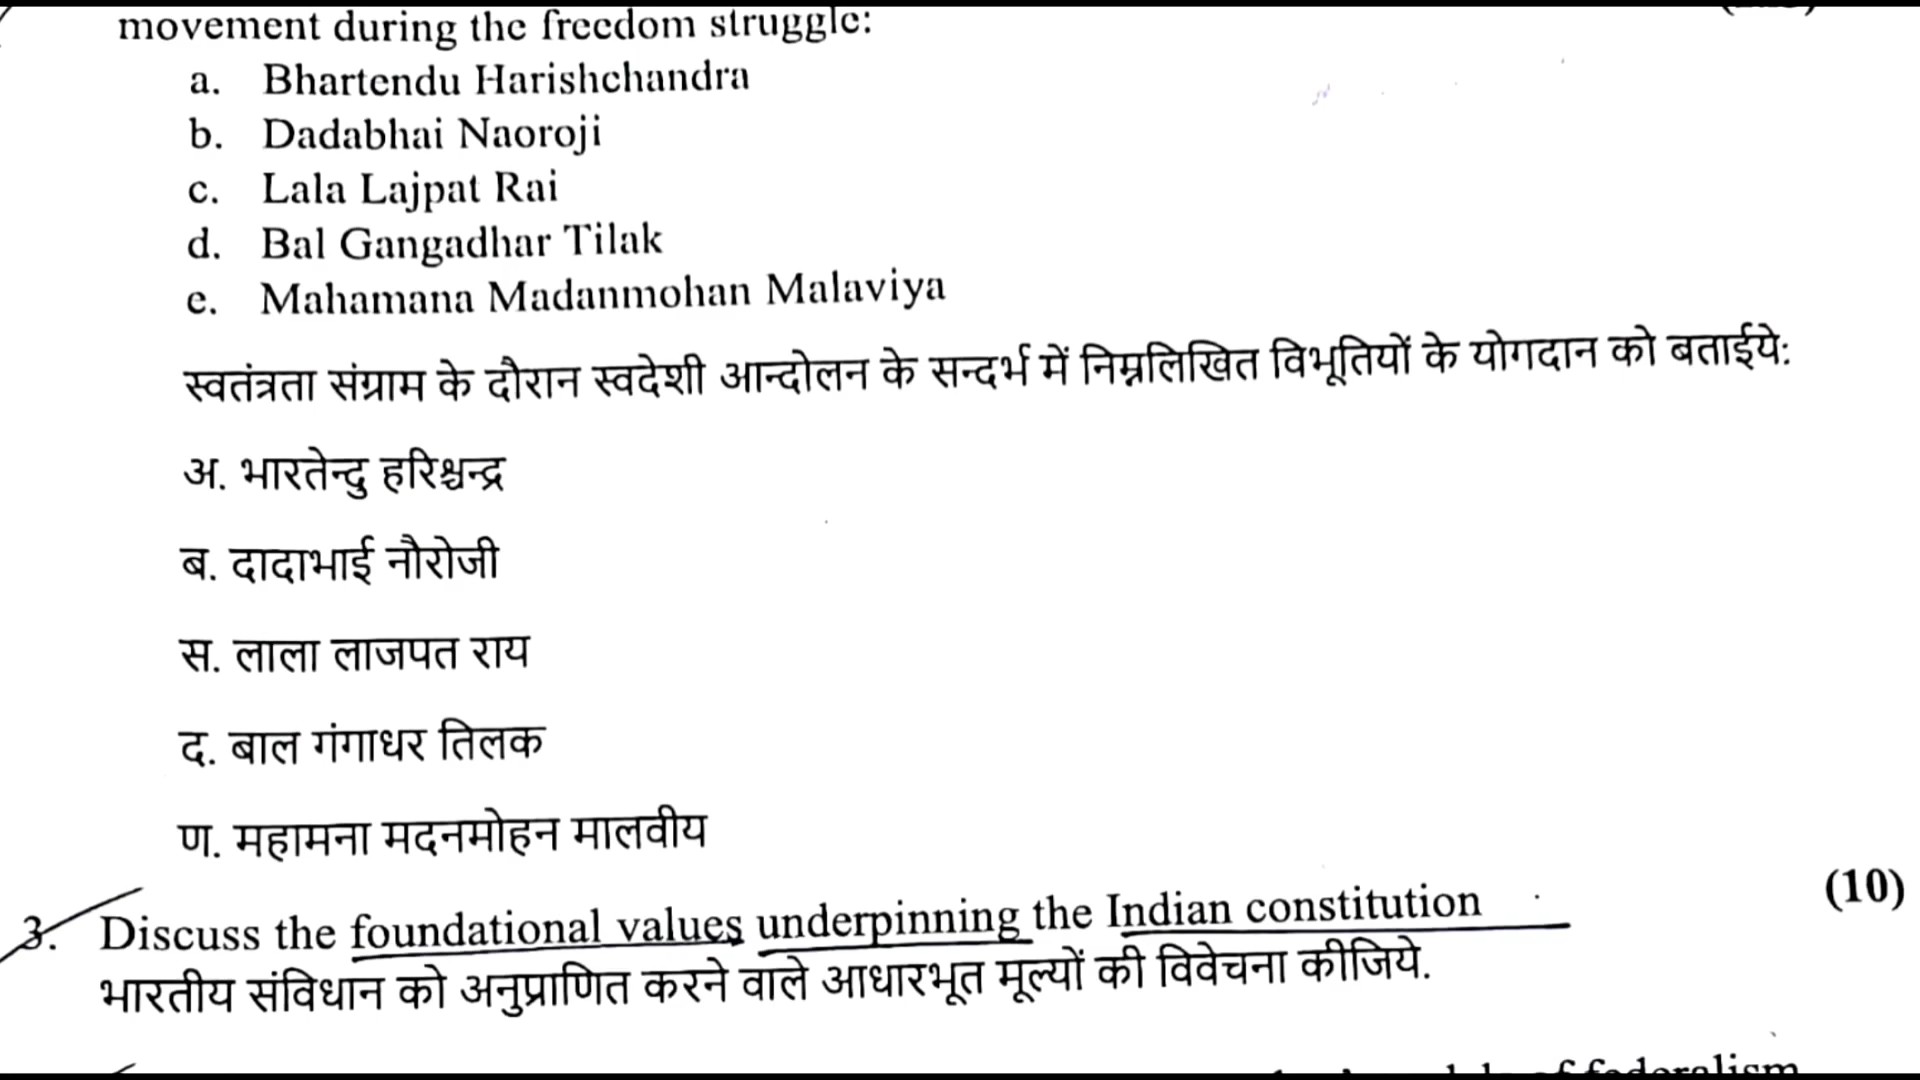 movement during the freedom struggle:
a. Bhartendu Harishchandra
b. Dadabhai Naoroji
c. Lala Lajpat Rai
d. Bal Gangadhar Tilak
e. Mahamana Madanmohan Malaviya
स्वतंत्रता संग्राम के दौरान स्वदेशी आन्दोलन के सन्दर्भ में निम्नलिखित विभूतियों के योगदान को बताईये:
अ. भारतेन्दु हरिश्चन्द्र
ब. दादाभाई नौरोजी
स. लाला लाजपत राय
द. बाल गंगाधर तिलक
ण. महामना मदनमोहन मालवीय
3. Discuss the foundational values underpinning the Indian constitution (10)
भारतीय संविधान को अनुप्राणित करने वाले आधारभूत मूल्यों की विवेचना कीजिये.
of federalism